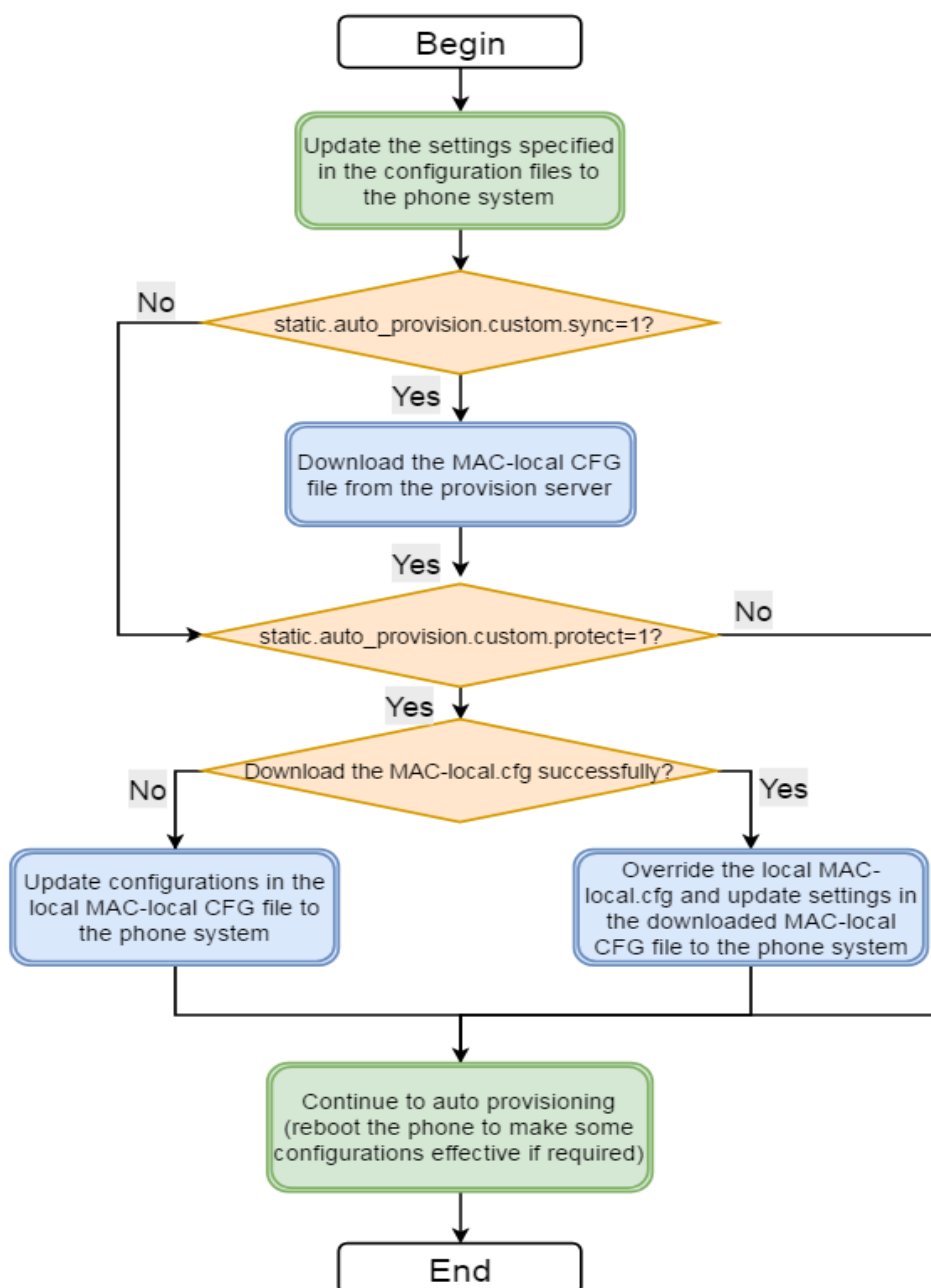 Begin
Update the settings specified
in the configuration files to
the phone system
No
static.auto_provision.custom.sync=1?
Yes
Download the MAC-local CFG
file from the provision server
Yes
No
static.auto_provision.custom.protect=1?
Yes
Download the MAC-local.cfg successfully?
No
Yes
Update configurations in the
local MAC-local CFG file to
the phone system
Override the local MAC-
local.cfg and update settings in
the downloaded MAC-local
CFG file to the phone system
Continue to auto provisioning
(reboot the phone to make some
configurations effective if required)
End